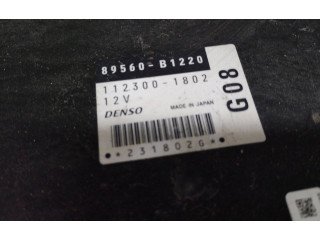 89560-B1220
112300-1802
12V
MADE IN JAPAN
DENSO
G08
*231802G*